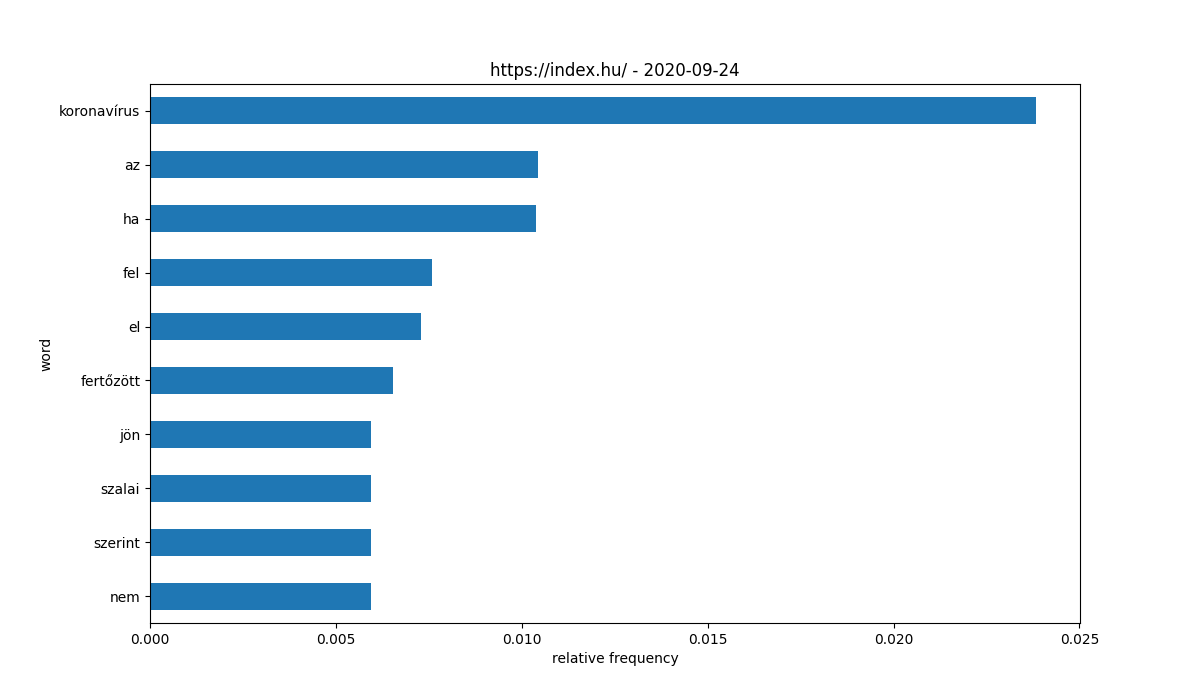 https://index.hu/ - 2020-09-24
koronavírus
az
ha
fel
el
fertőzött
jön
szalai
szerint
nem
word
0.000 0.005 0.010 0.015 0.020 0.025
relative frequency